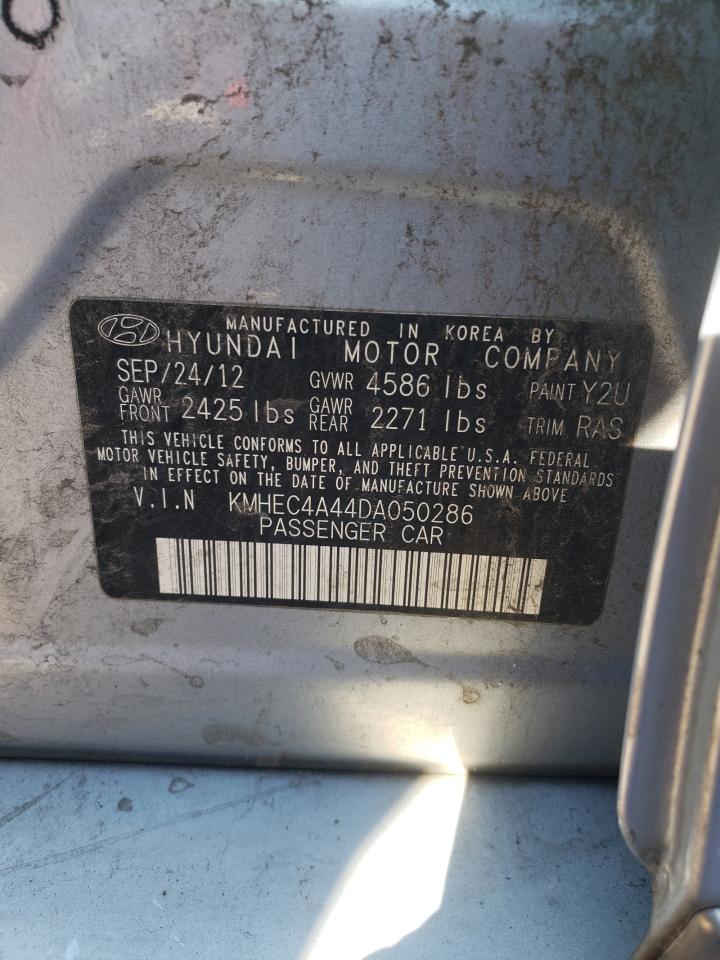 MANUFACTURED IN KOREA BY
HYUNDAI MOTOR COMPANY
SEP/24/12 GVWR 4586 lbs PAINT Y2U
GAWR FRONT 2425 lbs GAWR REAR 2271 lbs TRIM RAS
THIS VEHICLE CONFORMS TO ALL APPLICABLE U.S.A. FEDERAL
MOTOR VEHICLE SAFETY, BUMPER, AND THEFT PREVENTION STANDARDS
IN EFFECT ON THE DATE OF MANUFACTURE SHOWN ABOVE
V.I.N KMHEC4A44DA050286
PASSENGER CAR